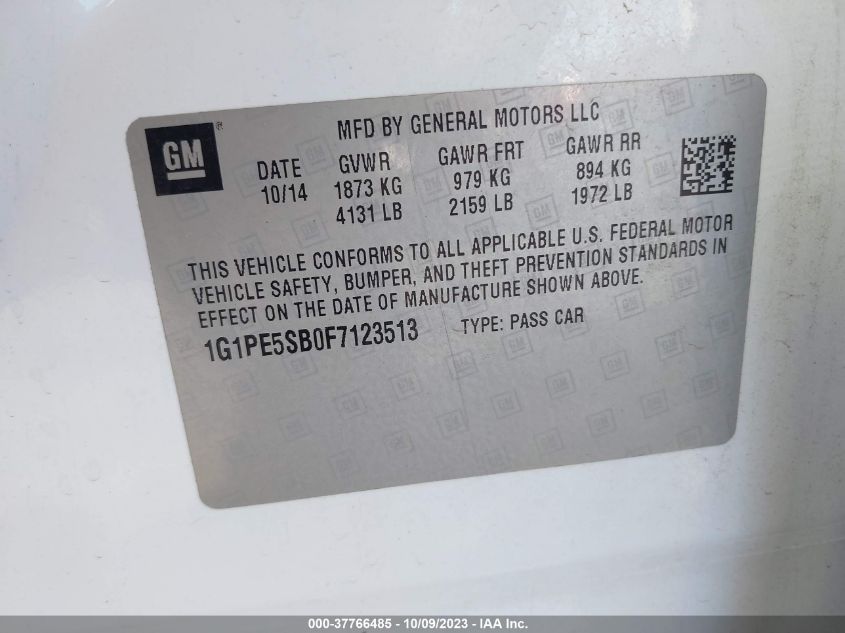 GM
MFD BY GENERAL MOTORS LLC
DATE GVWR GAWR FRT GAWR RR
10/14 1873 KG 979 KG 894 KG
4131 LB 2159 LB 1972 LB
THIS VEHICLE CONFORMS TO ALL APPLICABLE U.S. FEDERAL MOTOR
VEHICLE SAFETY, BUMPER, AND THEFT PREVENTION STANDARDS IN
EFFECT ON THE DATE OF MANUFACTURE SHOWN ABOVE.
1G1PE5SB0F7123513 TYPE: PASS CAR
000-37766485 - 10/09/2023 - IAA Inc.